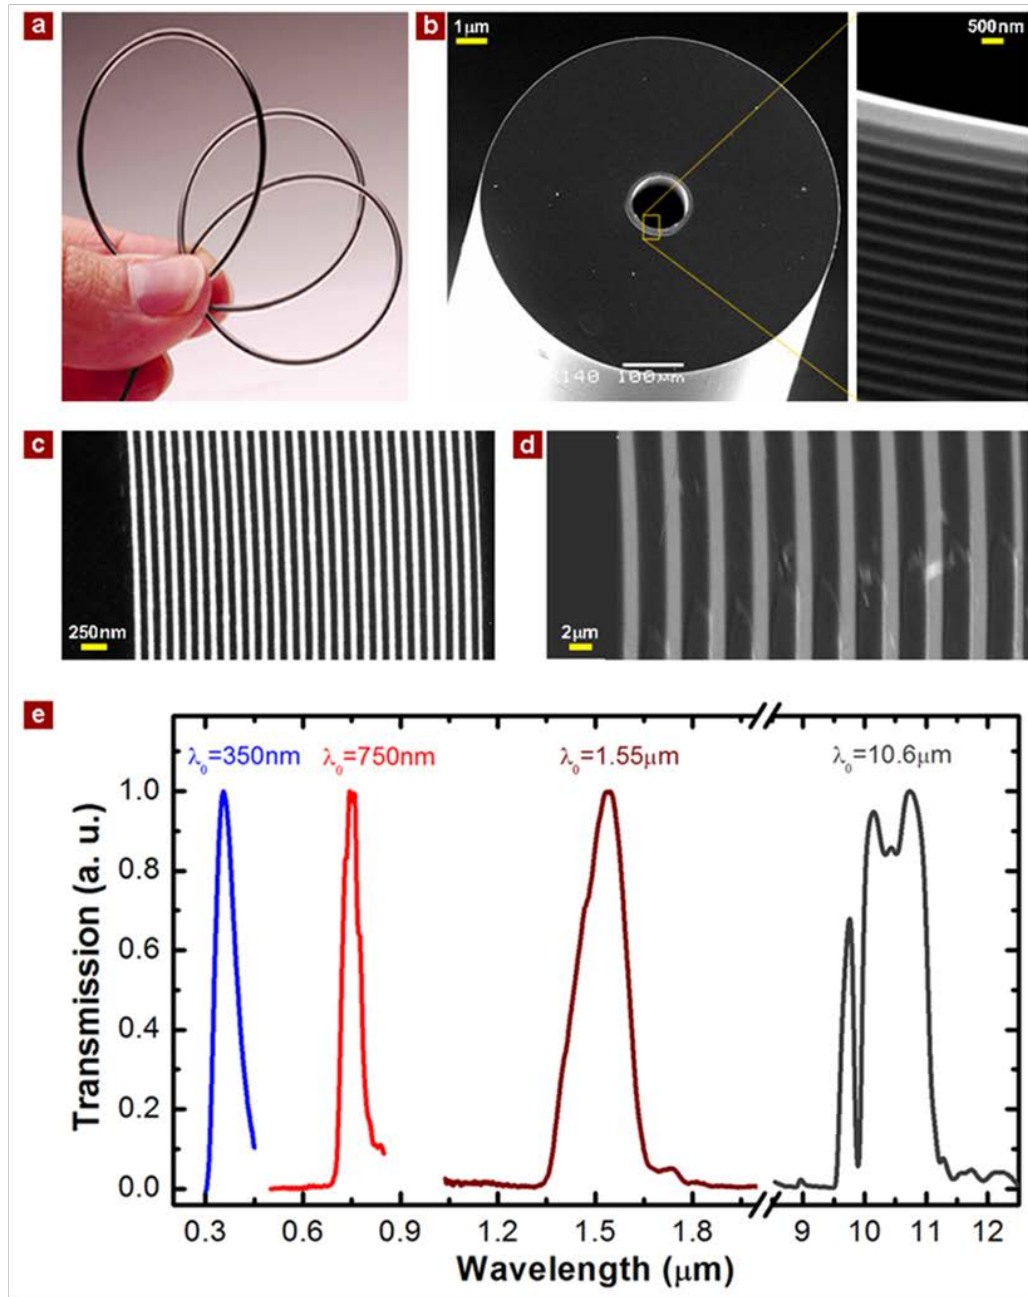 a
b
1μm
500nm
140 100μm
c
250nm
d
2μm
e
λ₀=350nm
λ₀=750nm
λ₀=1.55μm
λ₀=10.6μm
Transmission (a. u.)
1.0
0.8
0.6
0.4
0.2
0.0
0.3
0.6
0.9
1.2
1.5
1.8
9
10
11
12
Wavelength (μm)